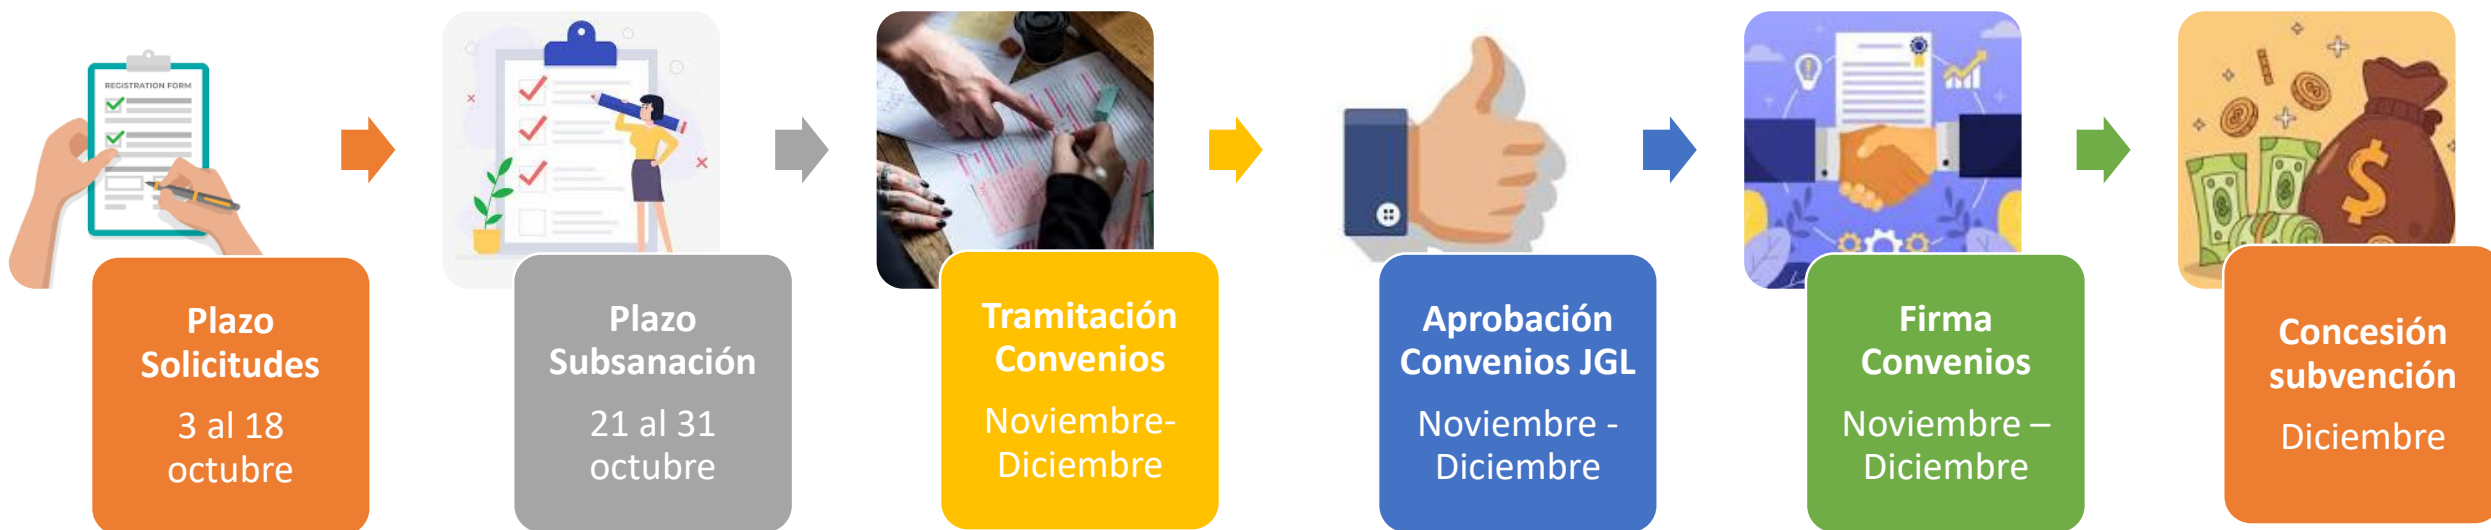 REGISTRATION FORM
Plazo
Solicitudes
3 al 18
octubre
Plazo
Subsanación
21 al 31
octubre
Tramitación
Convenios
Noviembre-
Diciembre
Aprobación
Convenios JGL
Noviembre -
Diciembre
Firma
Convenios
Noviembre –
Diciembre
Concesión
subvención
Diciembre